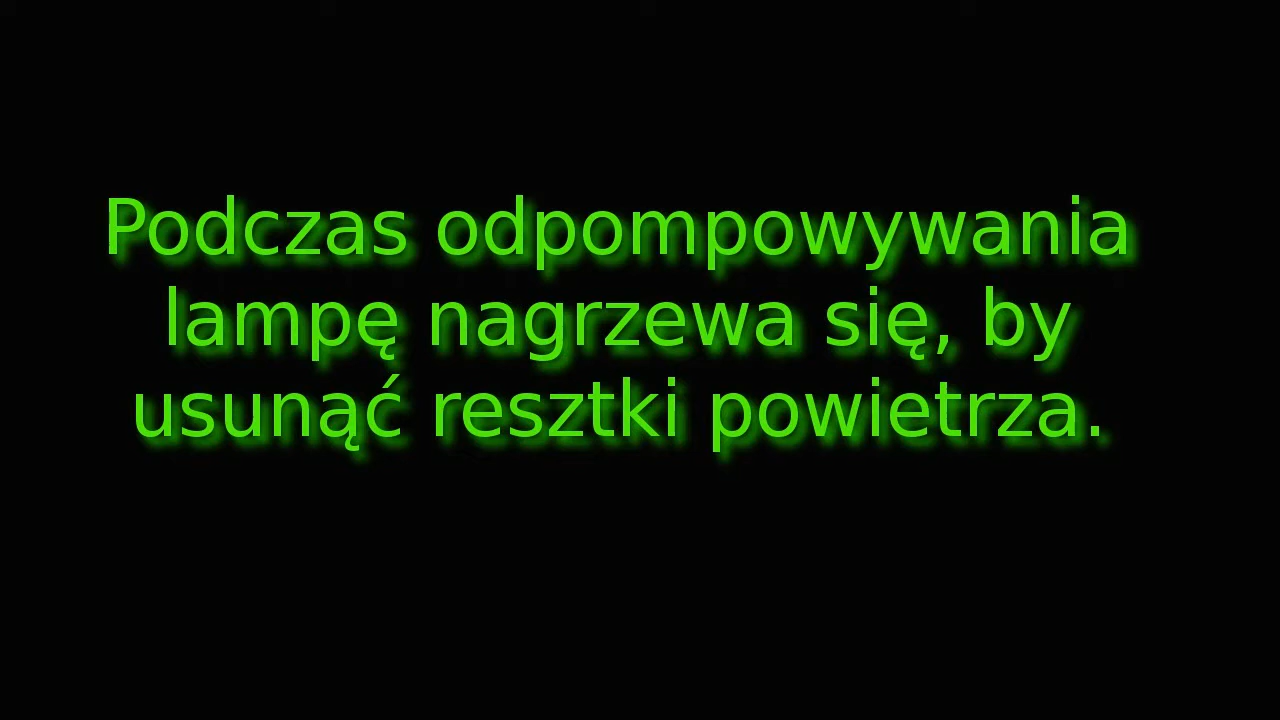 Podczas odpompowywania
lampę nagrzewa się, by
usunąć resztki powietrza.